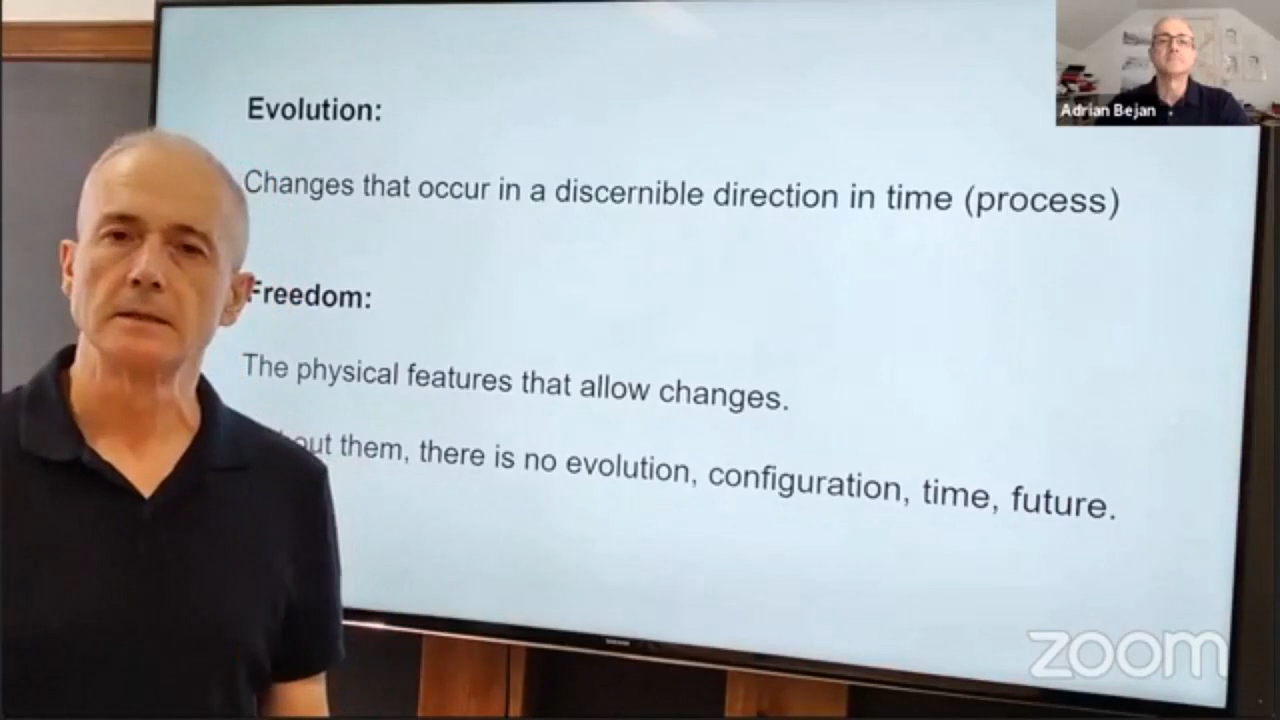 Adrian Bejan
Evolution:
Changes that occur in a discernible direction in time (process)
Freedom:
The physical features that allow changes.
them, there is no evolution, configuration, time, future.
zoom